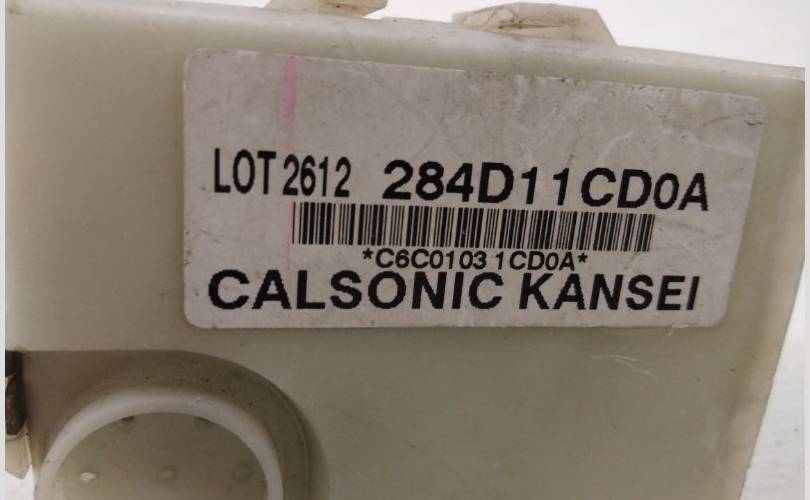 LOT 2612 284D11CD0A
*C6C0103 1CD0A*
CALSONIC KANSEI